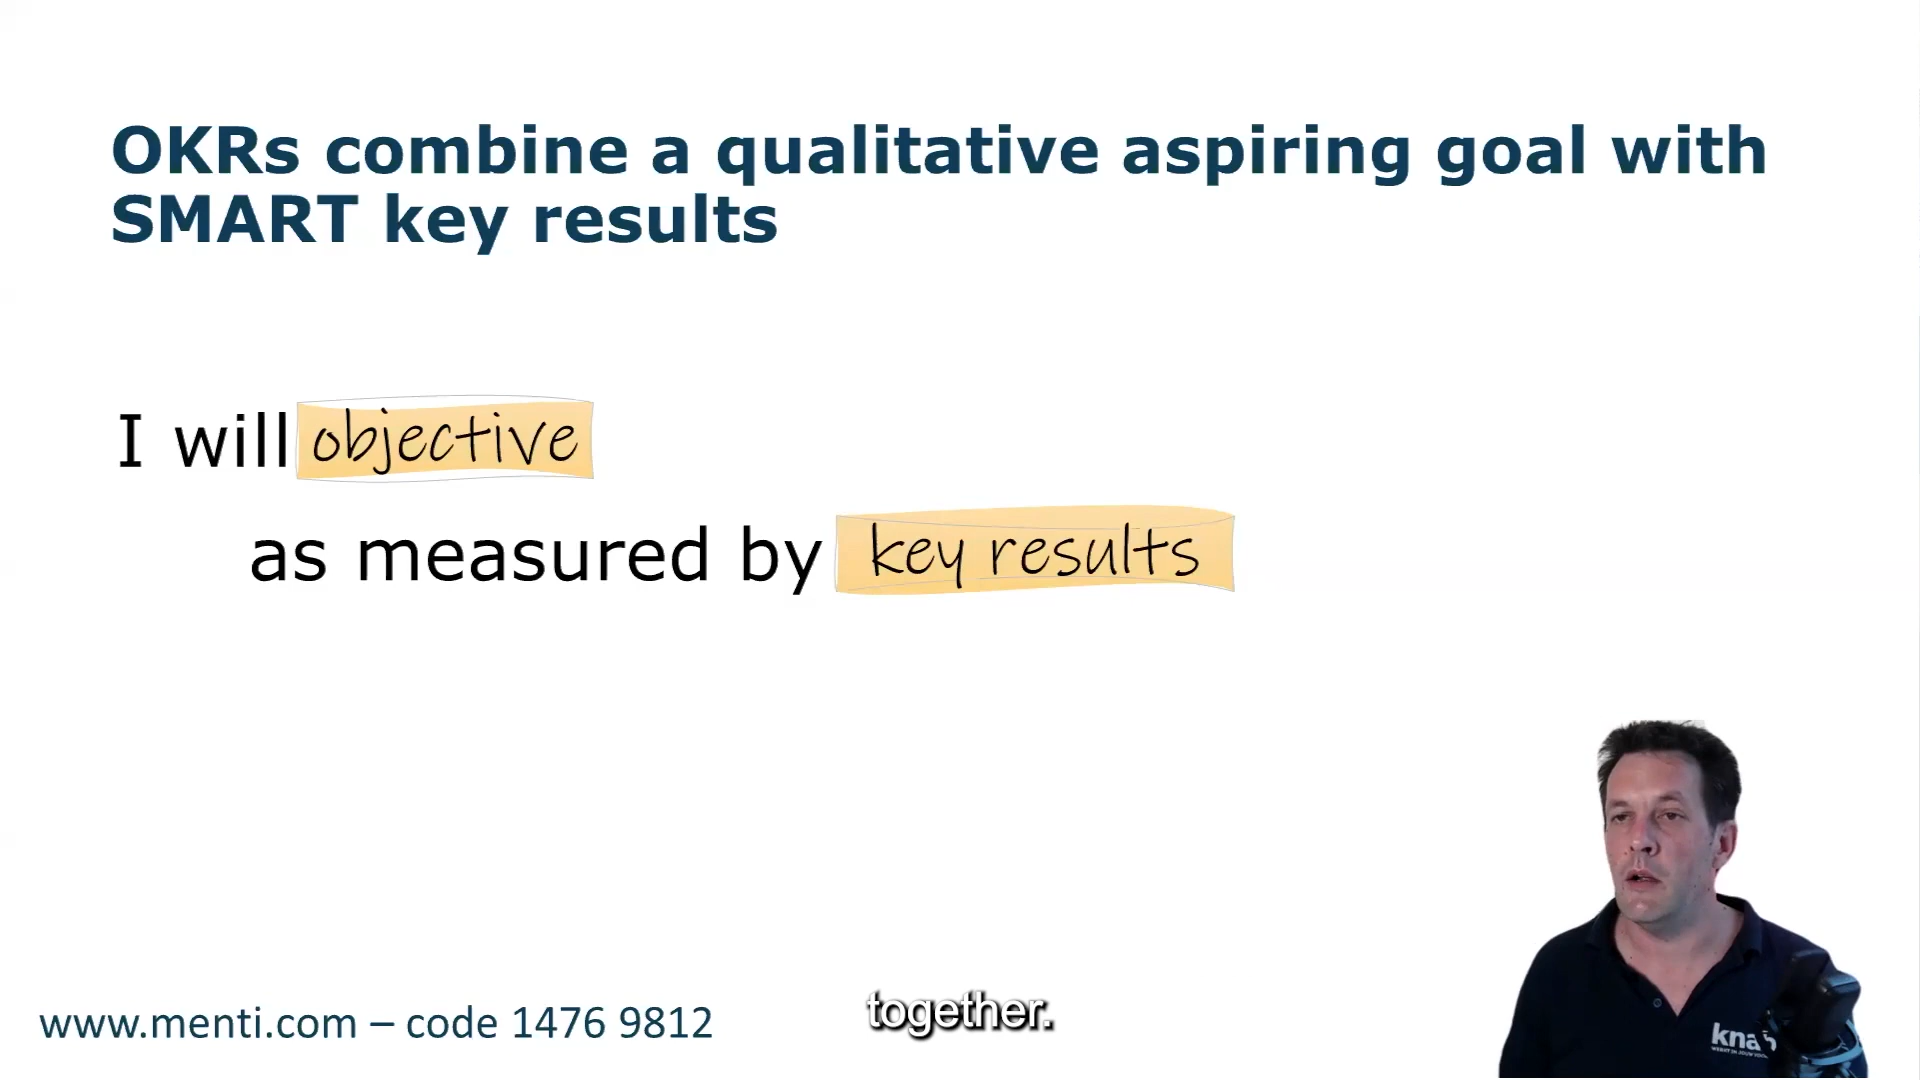 OKRs combine a qualitative aspiring goal with
SMART key results
I will objective
as measured by key results
www.menti.com – code 1476 9812
together.